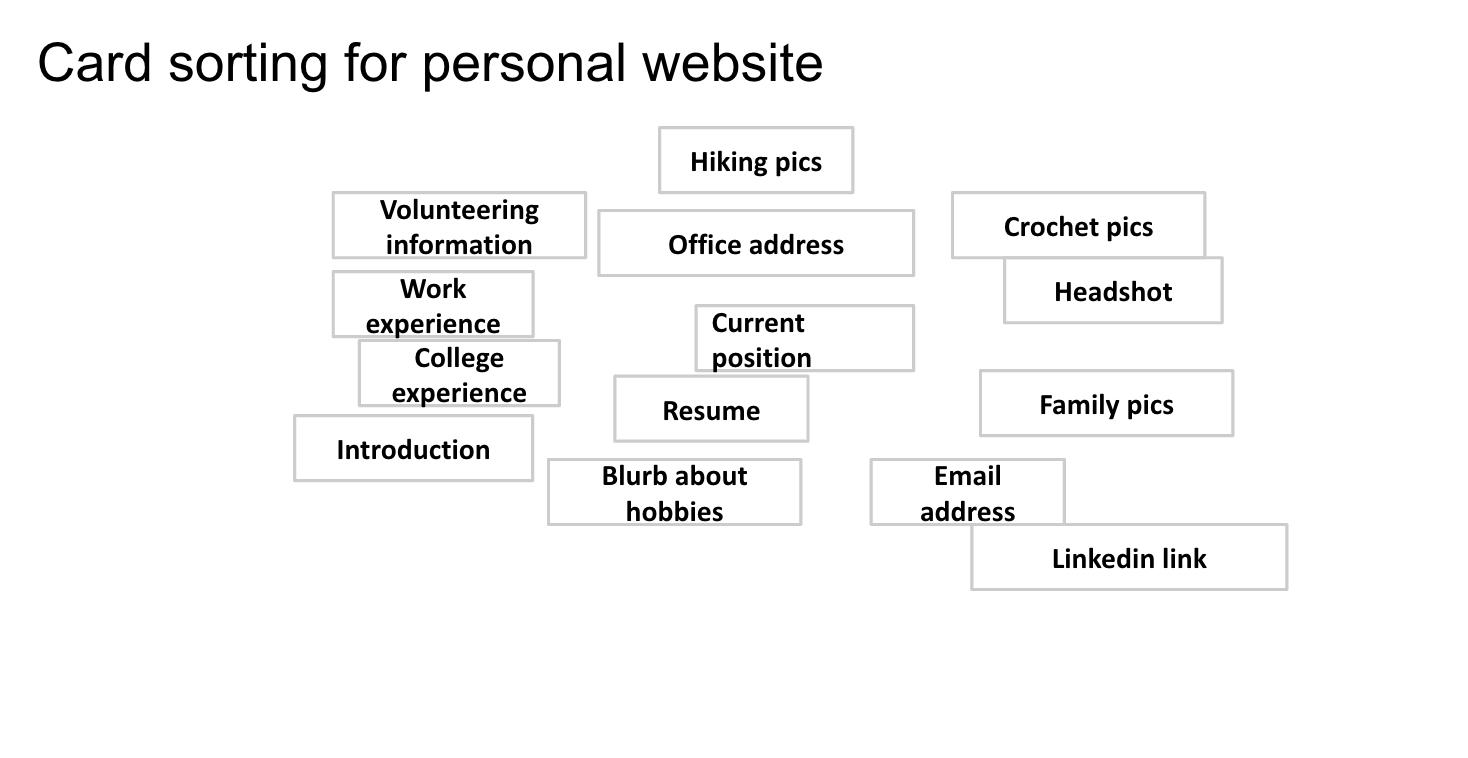 Card sorting for personal website
Hiking pics
Volunteering
information
Office address
Crochet pics
Work
experience
Headshot
Current
position
College
experience
Resume
Family pics
Introduction
Blurb about
hobbies
Email
address
Linkedin link